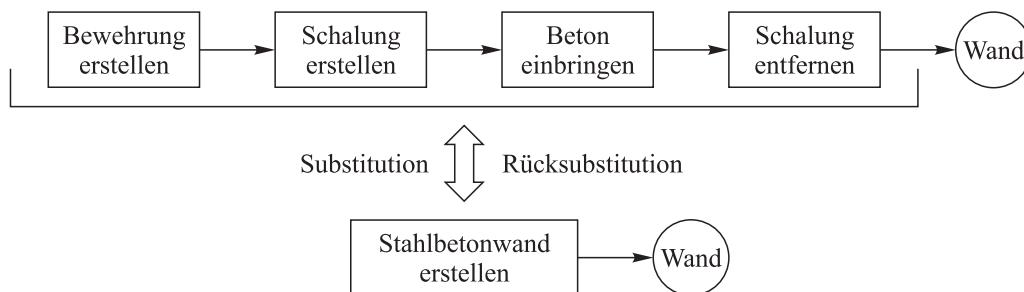 Bewehrung
erstellen
Schalung
erstellen
Beton
einbringen
Schalung
entfernen
Wand
Substitution
Rücksubstitution
Stahlbetonwand
erstellen
Wand